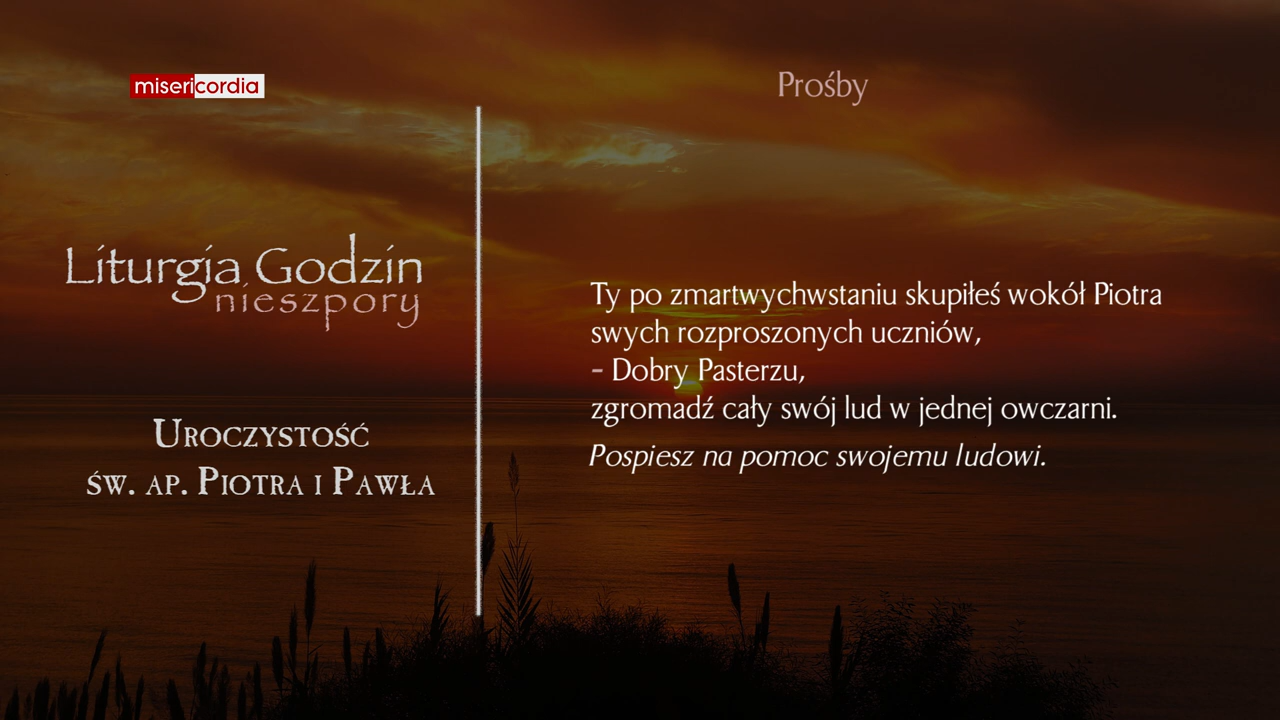 misericordia
Prośby
Liturgia Godzin
nieszpory
Uroczystość
św. ap. Piotra i Pawła
Ty po zmartwychwstaniu skupiłeś wokół Piotra
swych rozproszonych uczniów,
– Dobry Pasterzu,
zgromadź cały swój lud w jednej owczarni.
Pospiesz na pomoc swojemu ludowi.